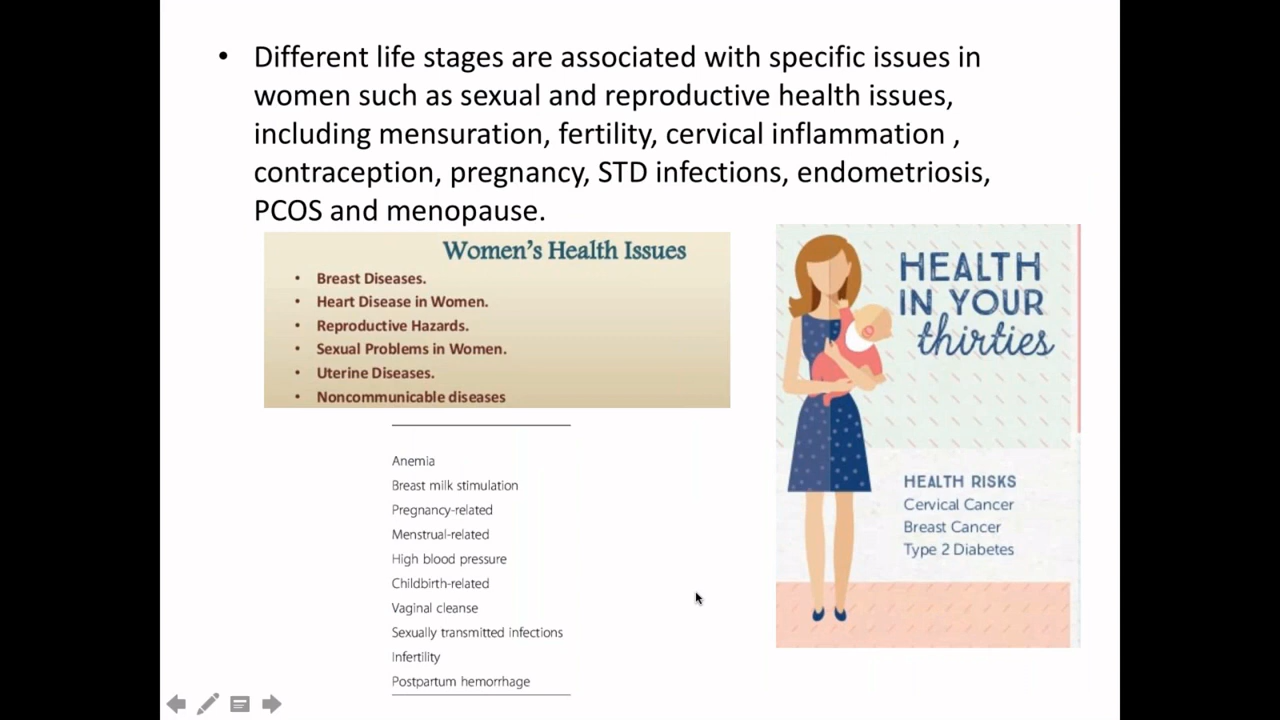 • Different life stages are associated with specific issues in
women such as sexual and reproductive health issues,
including mensuration, fertility, cervical inflammation ,
contraception, pregnancy, STD infections, endometriosis,
PCOS and menopause.
Women's Health Issues
• Breast Diseases.
• Heart Disease in Women.
• Reproductive Hazards.
• Sexual Problems in Women.
• Uterine Diseases.
• Noncommunicable diseases
Anemia
Breast milk stimulation
Pregnancy-related
Menstrual-related
High blood pressure
Childbirth-related
Vaginal cleanse
Sexually transmitted infections
Infertility
Postpartum hemorrhage
HEALTH
IN YOUR
thirties
HEALTH RISKS
Cervical Cancer
Breast Cancer
Type 2 Diabetes